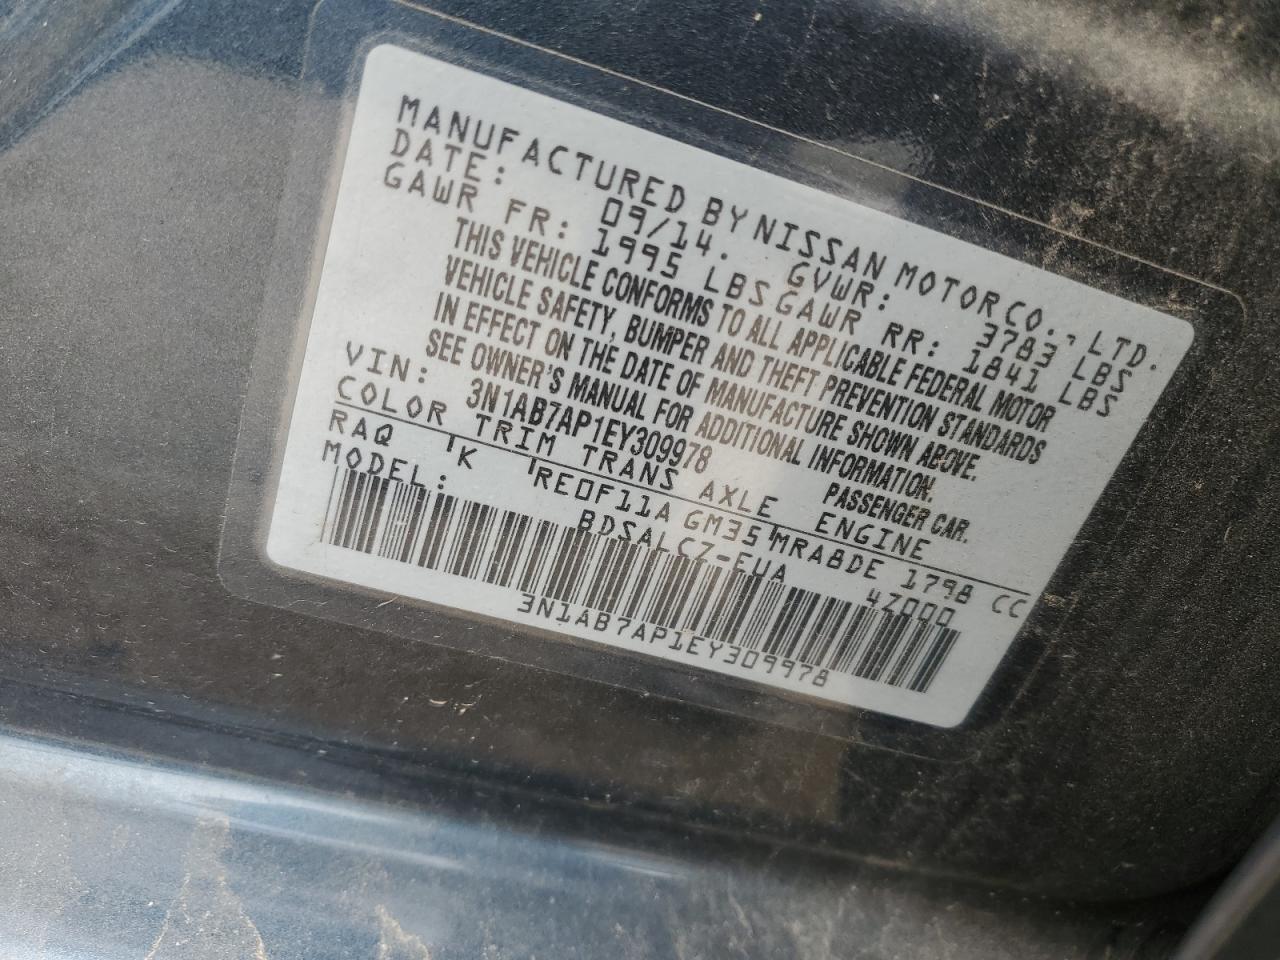 MANUFACTURED BY NISSAN MOTOR CO., LTD.
DATE: 09/14. GVWR: 3783 LBS
GAWR FR: 1995 LBS GAWR RR: 1841 LBS
THIS VEHICLE CONFORMS TO ALL APPLICABLE FEDERAL MOTOR
VEHICLE SAFETY, BUMPER AND THEFT PREVENTION STANDARDS
IN EFFECT ON THE DATE OF MANUFACTURE SHOWN ABOVE.
SEE OWNER'S MANUAL FOR ADDITIONAL INFORMATION.
VIN: 3N1AB7AP1EY309978 PASSENGER CAR.
COLOR TRIM TRANS AXLE ENGINE
RAQ 'K 'RE0F11A GM35 'MRA8DE 1798 CC
MODEL: BDSALCZ-EUA 4Z000
3N1AB7AP1EY309978